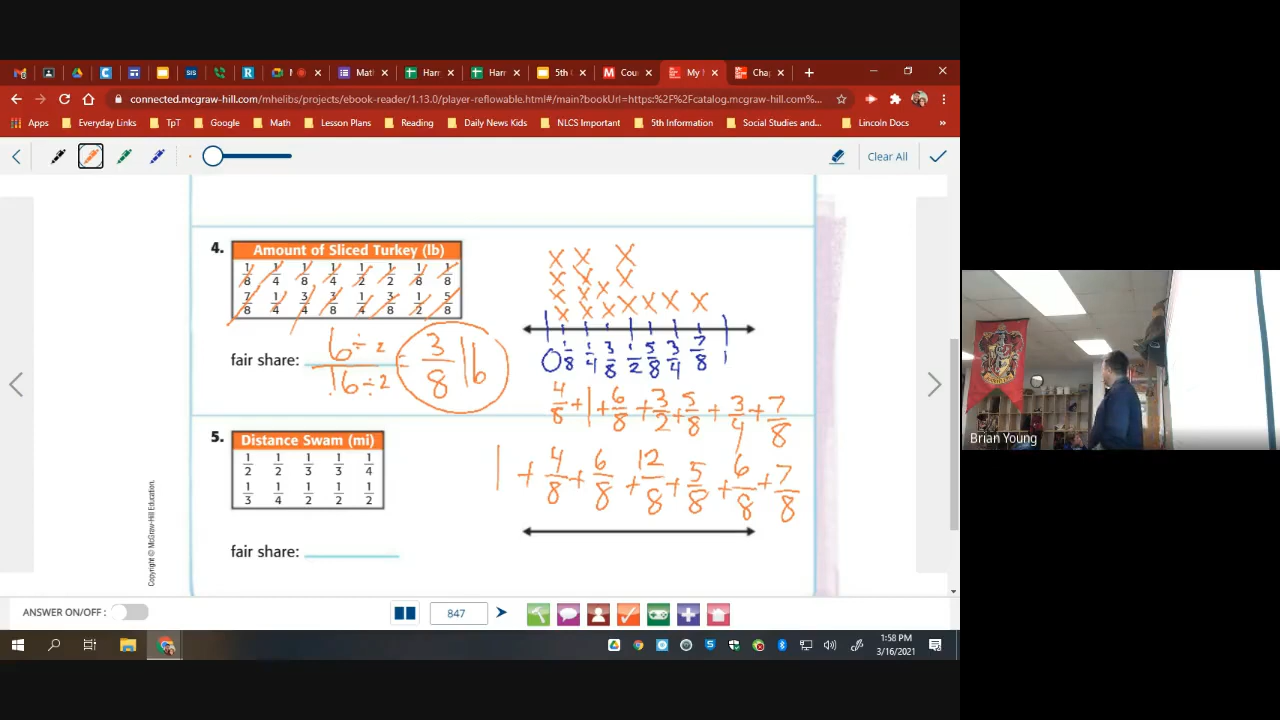 Math
Harr
Harr
5th
Cou
My I
Chap
connected.mcgraw-hill.com/mhelibs/projects/ebook-reader/1.13.0/player-reflowable.html#/main?bookUrl=https:%2F%2Fcatalog.mcgraw-hill.com%...
Apps Everyday Links TpT Google Math Lesson Plans Reading Daily News Kids NLCS Important 5th Information Social Studies and... Lincoln Docs »
Clear All
4.
Amount of Sliced Turkey (lb)
1/8 1/4 1/8 1/4 1/2 1/2 1/8 1/8
7/8 1/4 3/4 3/8 1/4 3/8 1/2 5/8
fair share: 6÷2/16÷2 = 3/8 lb
X X X
X X X
X X X X X X X
X X X
0 1/8 1/4 3/8 1/2 5/8 3/4 7/8 1
4/8 + 1 + 6/8 + 3/2 + 5/8 + 3/4 + 7/8
1 + 4/8 + 6/8 + 12/8 + 5/8 + 6/8 + 7/8
5.
Distance Swam (mi)
1/2 1/2 1/3 1/3 1/4
1/3 1/4 1/2 1/2 1/2
fair share:
Copyright © McGraw-Hill Education.
ANSWER ON/OFF :
847
1:58 PM
3/16/2021
Brian Young